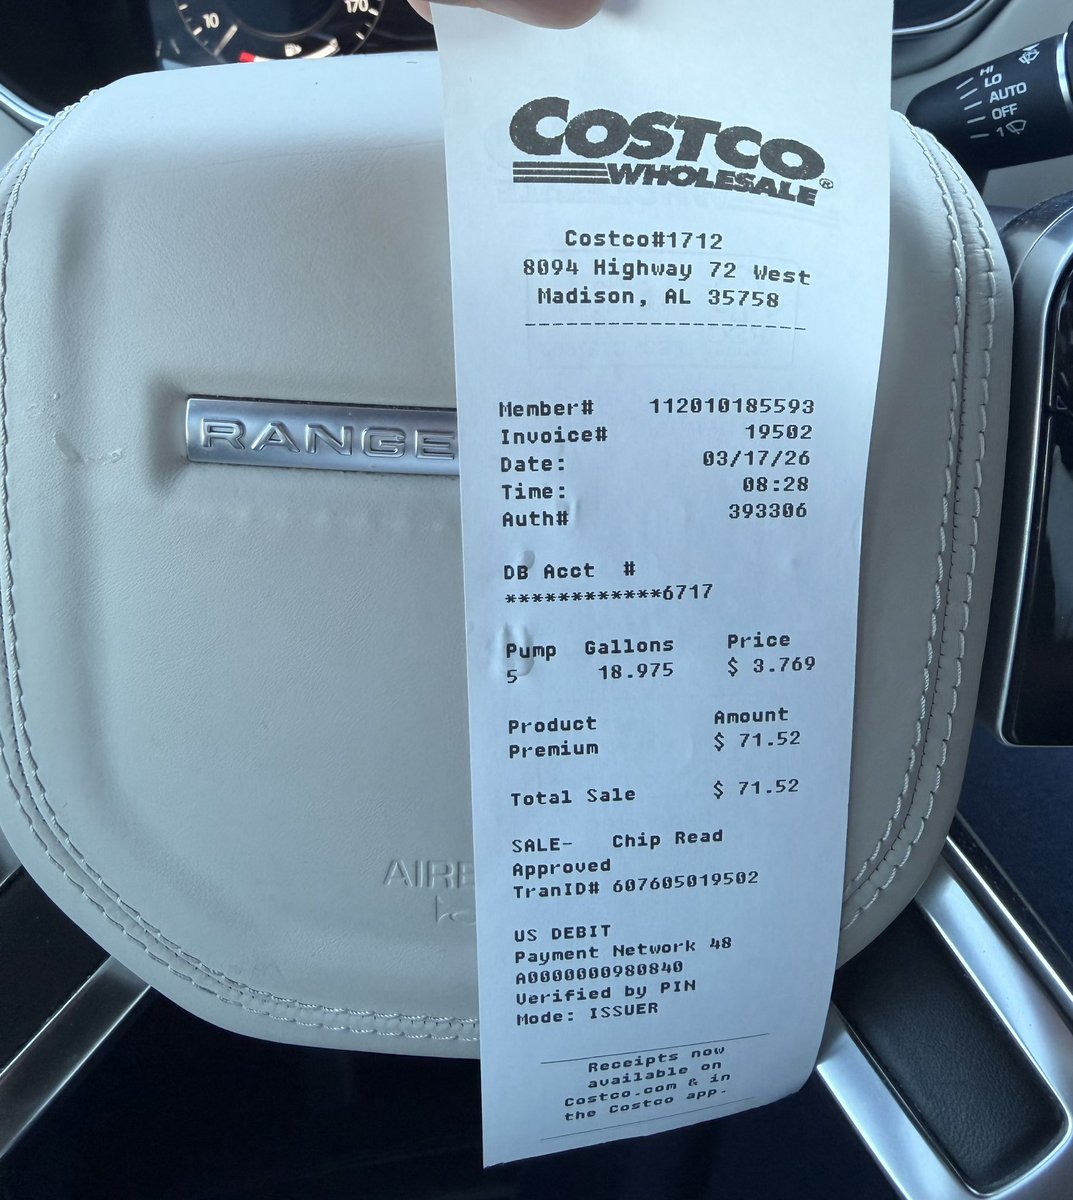 10
170
HI
LO
AUTO
OFF
1
COSTCO
WHOLESALE®
Costco#1712
8094 Highway 72 West
Madison, AL 35758
--------------------
Member# 112010185593
Invoice# 19502
Date: 03/17/26
Time: 08:28
Auth# 393306
DB Acct #
************6717
Pump Gallons Price
5 18.975 $ 3.769
Product Amount
Premium $ 71.52
Total Sale $ 71.52
SALE- Chip Read
Approved
TranID# 607605019502
US DEBIT
Payment Network 48
A0000000980840
Verified by PIN
Mode: ISSUER
Receipts now
available on
Costco.com & in
the Costco app.
RANGE
AIRB